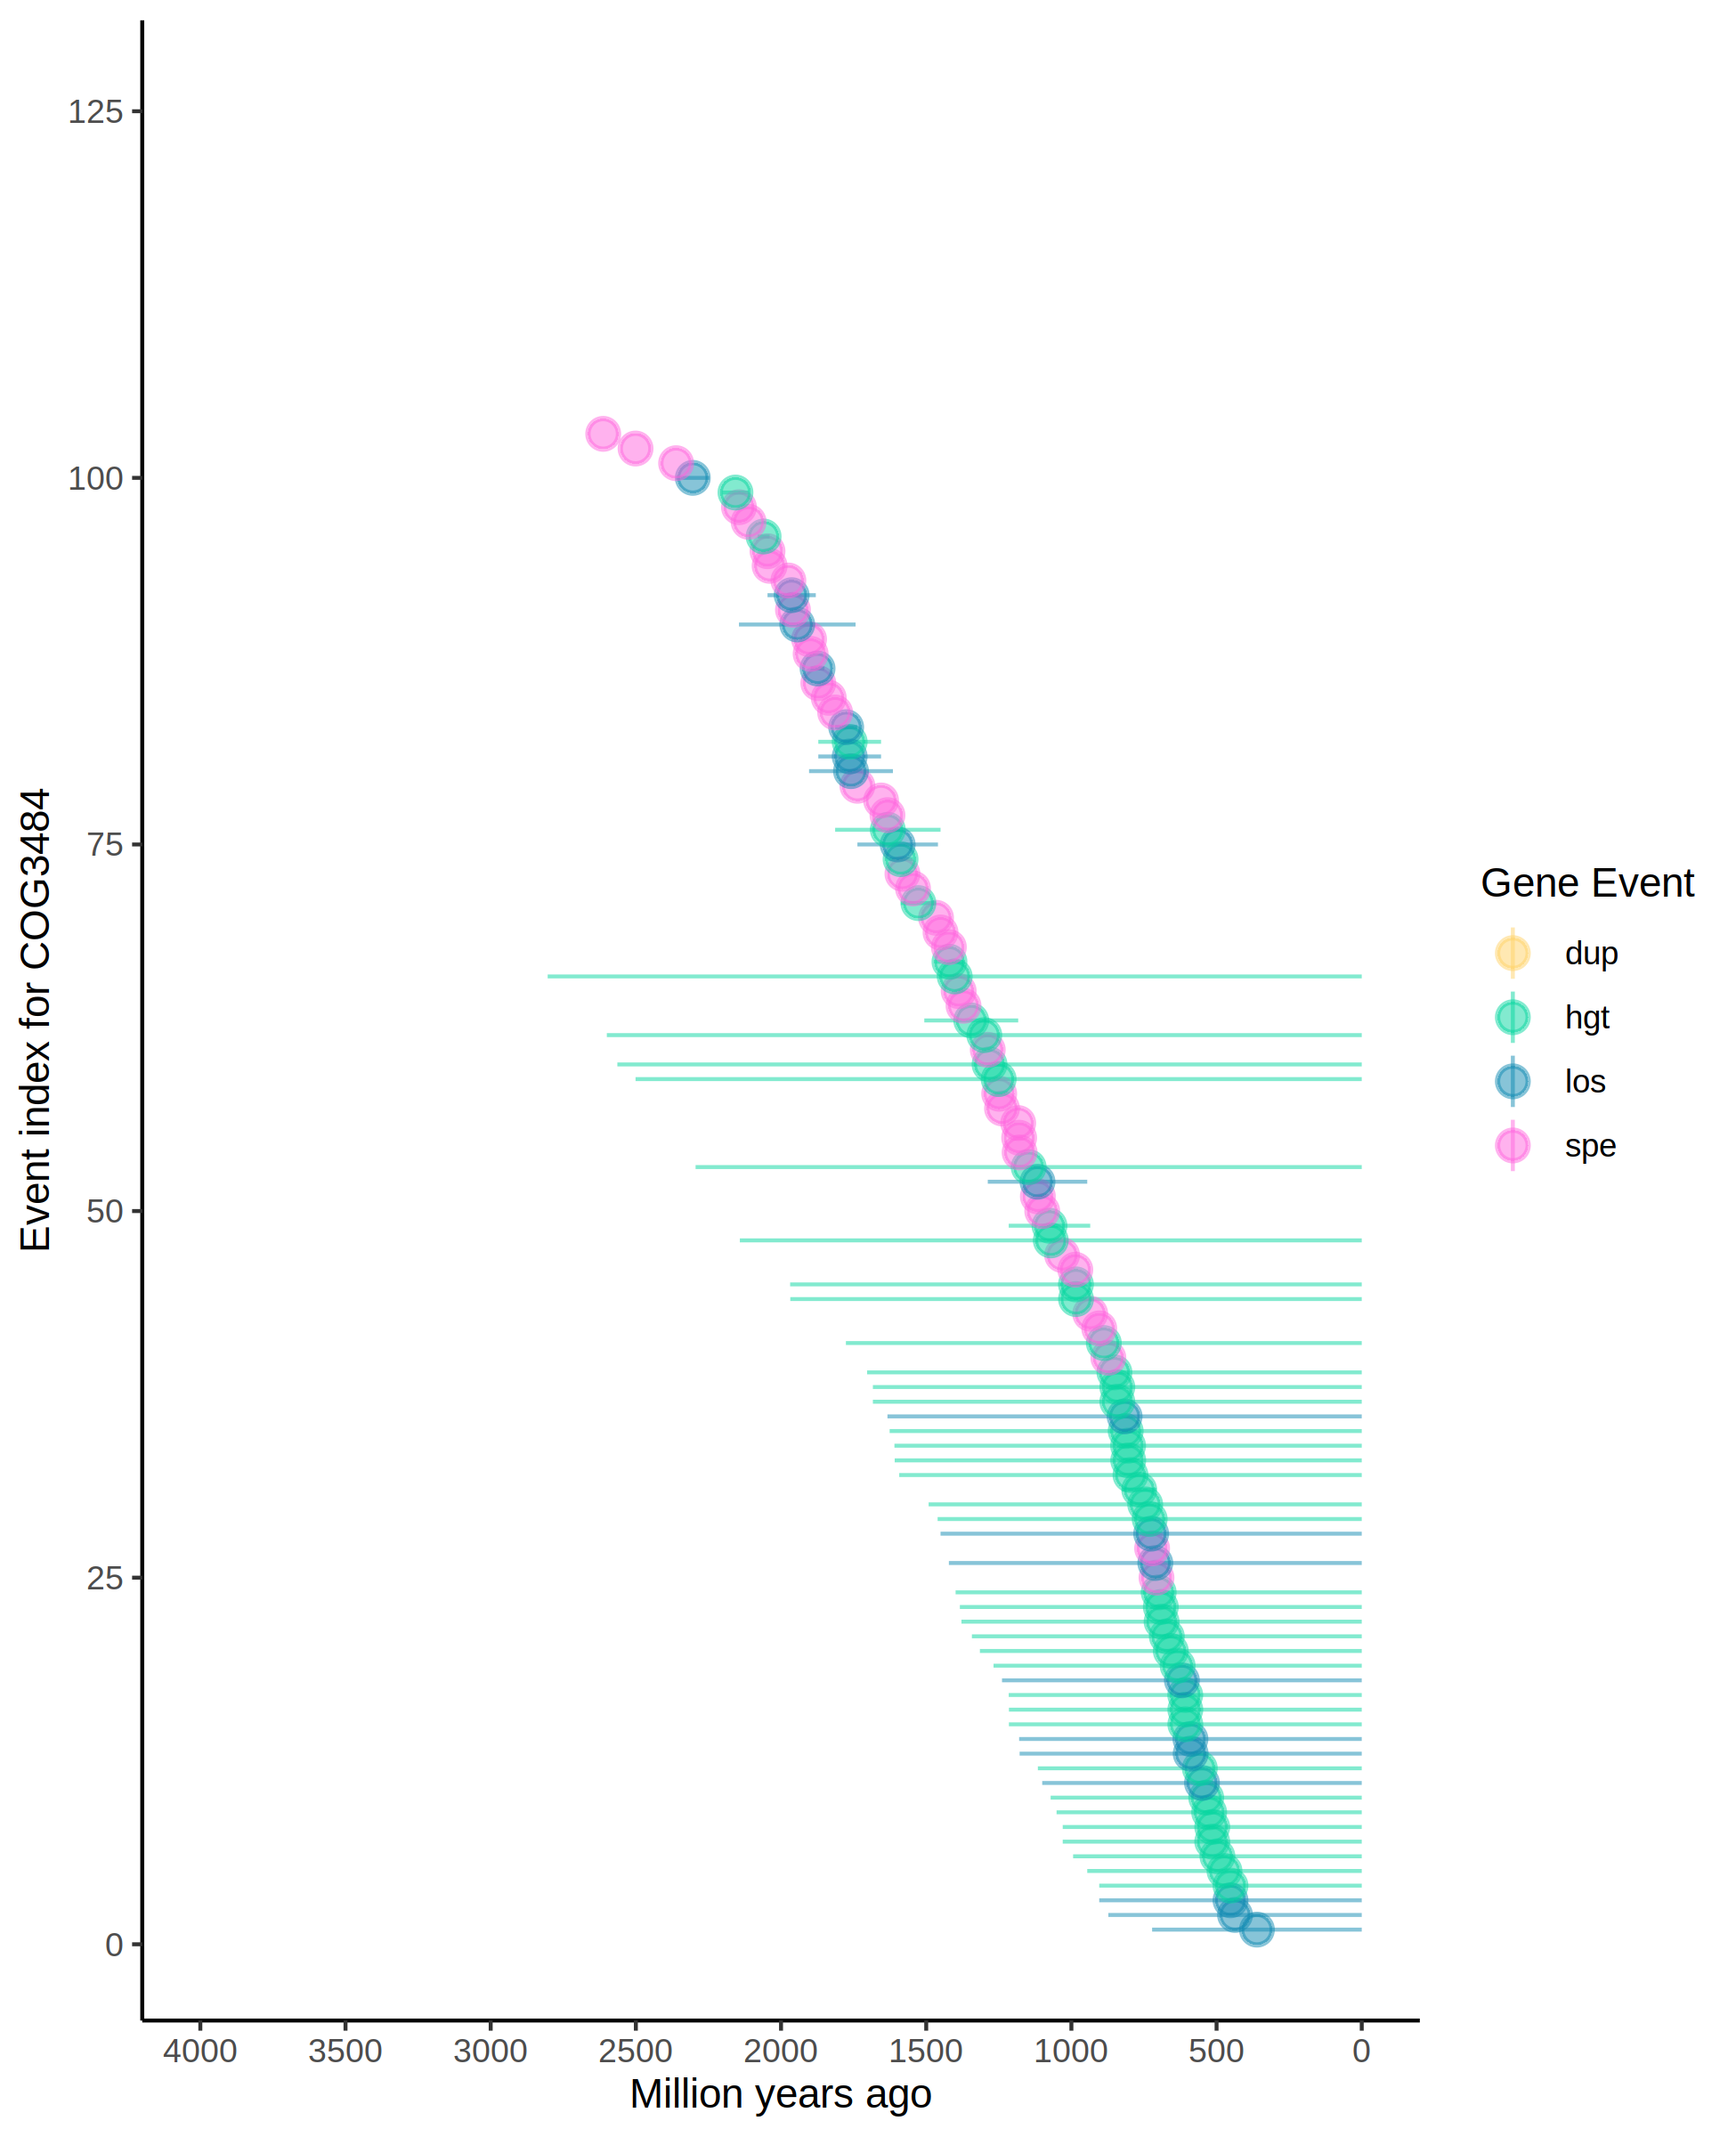 125
100
75
50
25
0
Event index for COG3484
4000 3500 3000 2500 2000 1500 1000 500 0
Million years ago
Gene Event
dup
hgt
los
spe